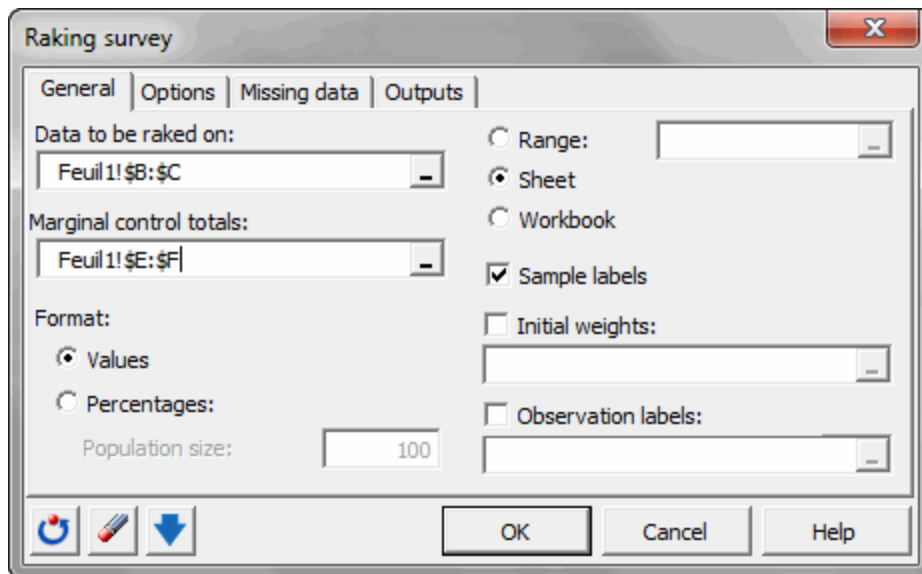 Raking survey
General Options Missing data Outputs
Data to be raked on:
Feuil1!$B:$C
Marginal control totals:
Feuil1!$E:$F
Format:
Values
Percentages:
Population size: 100
Range:
Sheet
Workbook
Sample labels
Initial weights:
Observation labels:
OK Cancel Help